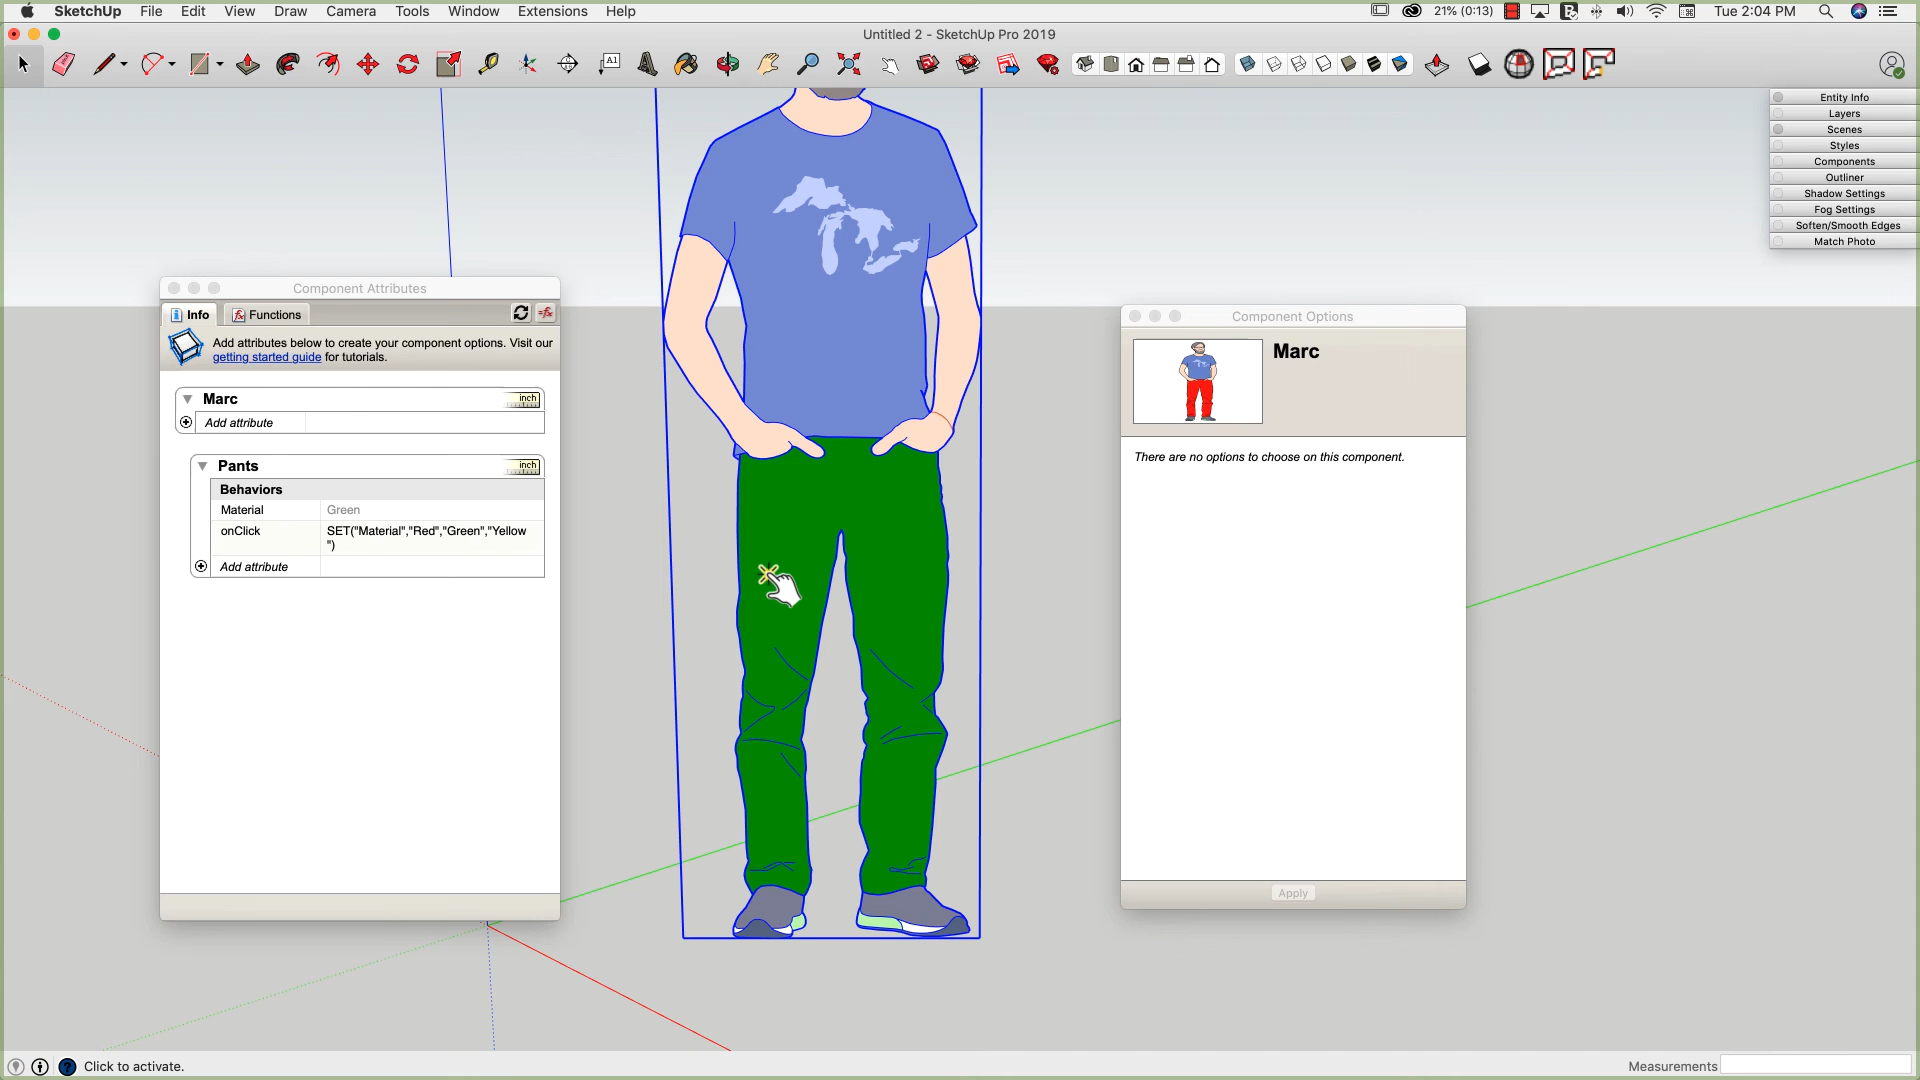 SketchUp File Edit View Draw Camera Tools Window Extensions Help
21% (0:13) Tue 2:04 PM
Untitled 2 - SketchUp Pro 2019
A1
Entity Info
Layers
Scenes
Styles
Components
Outliner
Shadow Settings
Fog Settings
Soften/Smooth Edges
Match Photo
Component Attributes
Info Functions
Add attributes below to create your component options. Visit our
getting started guide for tutorials.
Marc inch
Add attribute
Pants inch
Behaviors
Material Green
onClick SET("Material","Red","Green","Yellow
")
Add attribute
Component Options
Marc
There are no options to choose on this component.
Apply
Click to activate.
Measurements